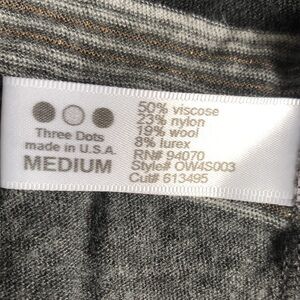 Three Dots
made in U.S.A.
MEDIUM
50% viscose
23% nylon
19% wool
8% lurex
RN# 94070
Style# OW4S003
Cut# 613495